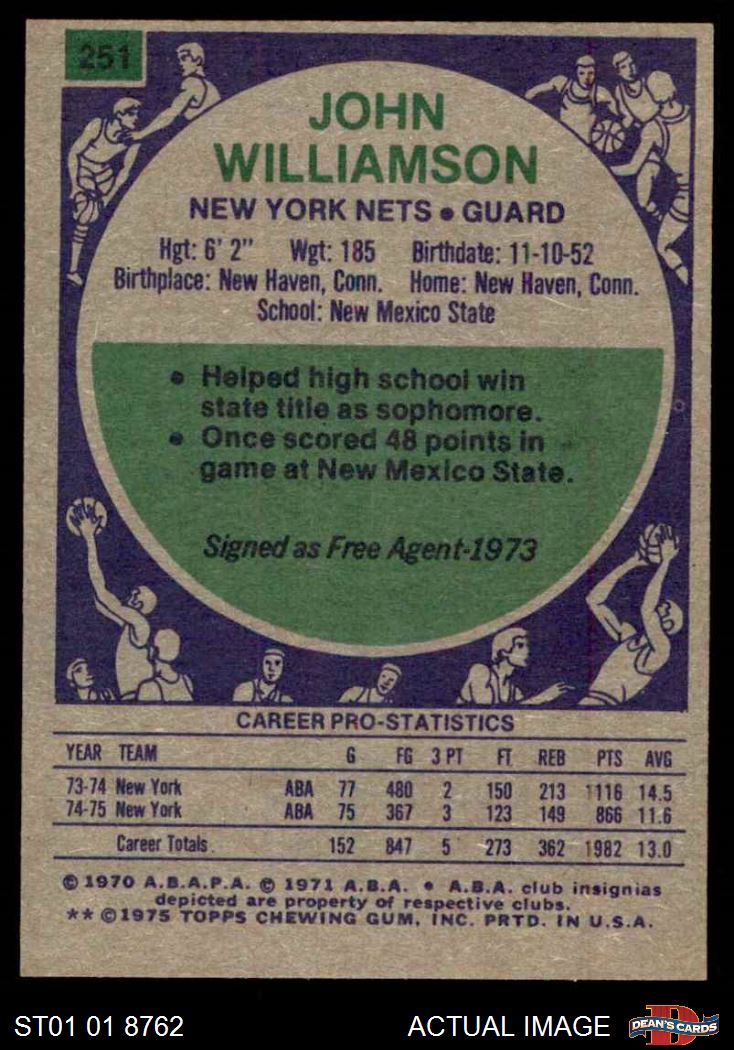 251
JOHN
WILLIAMSON
NEW YORK NETS • GUARD
Hgt: 6' 2" Wgt: 185 Birthdate: 11-10-52
Birthplace: New Haven, Conn. Home: New Haven, Conn.
School: New Mexico State
• Helped high school win
state title as sophomore.
• Once scored 48 points in
game at New Mexico State.
Signed as Free Agent-1973
CAREER PRO-STATISTICS
YEAR TEAM G FG 3 PT FT REB PTS AVG
73-74 New York ABA 77 480 2 150 213 1116 14.5
74-75 New York ABA 75 367 3 123 149 866 11.6
Career Totals 152 847 5 273 362 1982 13.0
© 1970 A.B.A.P.A. © 1971 A.B.A. • A.B.A. club insignias
depicted are property of respective clubs.
** © 1975 TOPPS CHEWING GUM, INC. PRTD. IN U.S.A.
ST01 01 8762 ACTUAL IMAGE D DEAN'S CARDS